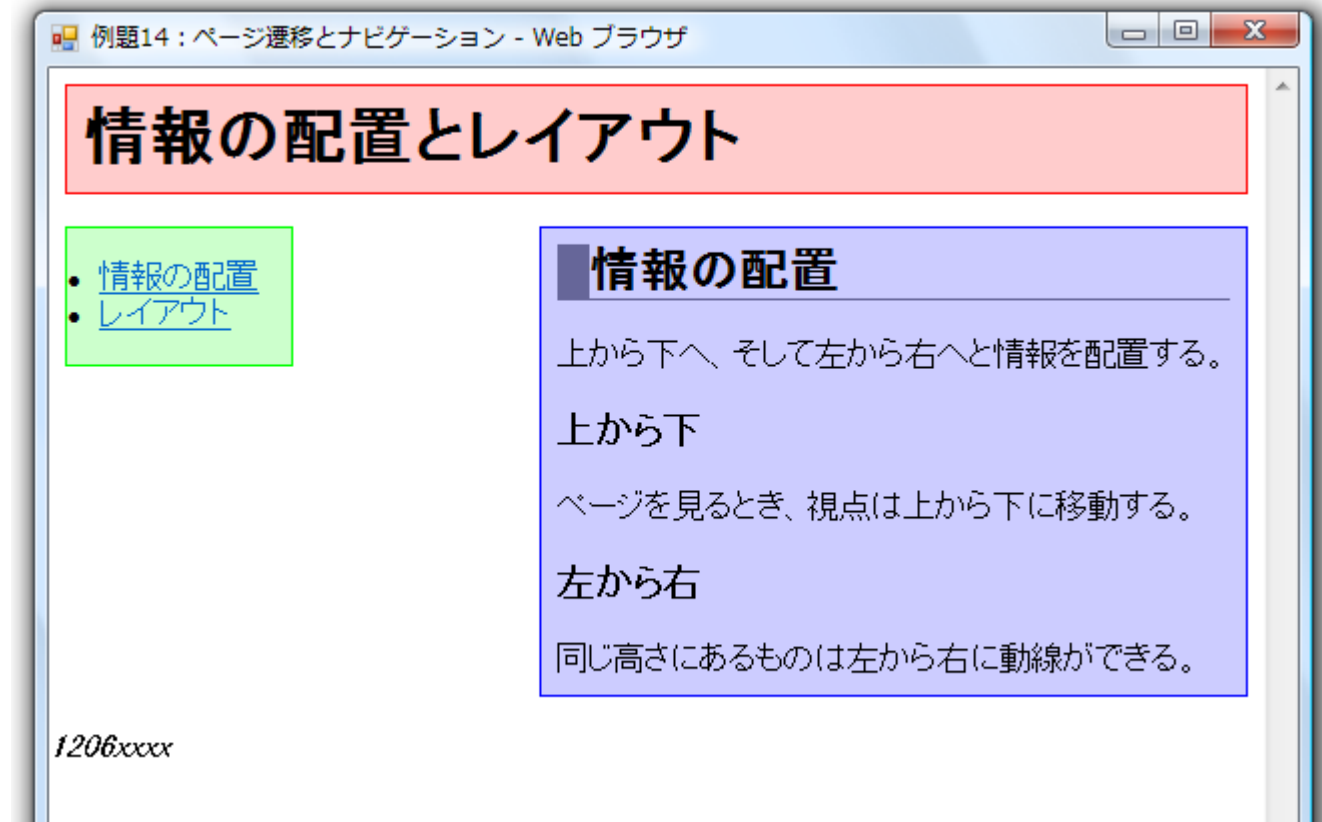 例題14：ページ遷移とナビゲーション - Web ブラウザ
情報の配置とレイアウト
情報の配置
レイアウト
情報の配置
上から下へ、そして左から右へと情報を配置する。
上から下
ページを見るとき、視点は上から下に移動する。
左から右
同じ高さにあるものは左から右に動線ができる。
1206xxxx